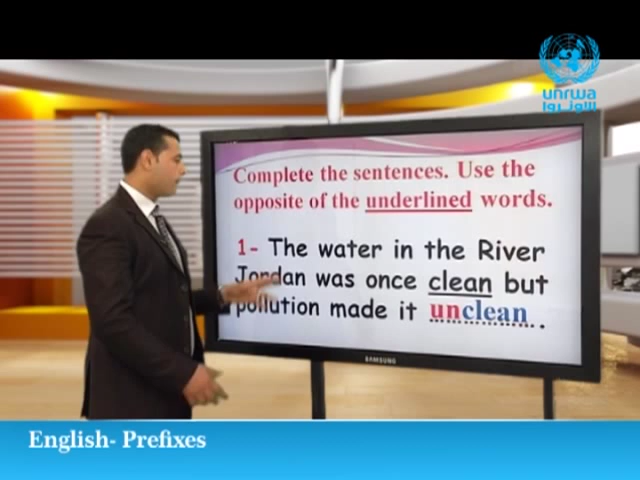 unrwa
الأونروا
Complete the sentences. Use the
opposite of the underlined words.
1- The water in the River
Jordan was once clean but
pollution made it unclean.
SAMSUNG
English- Prefixes